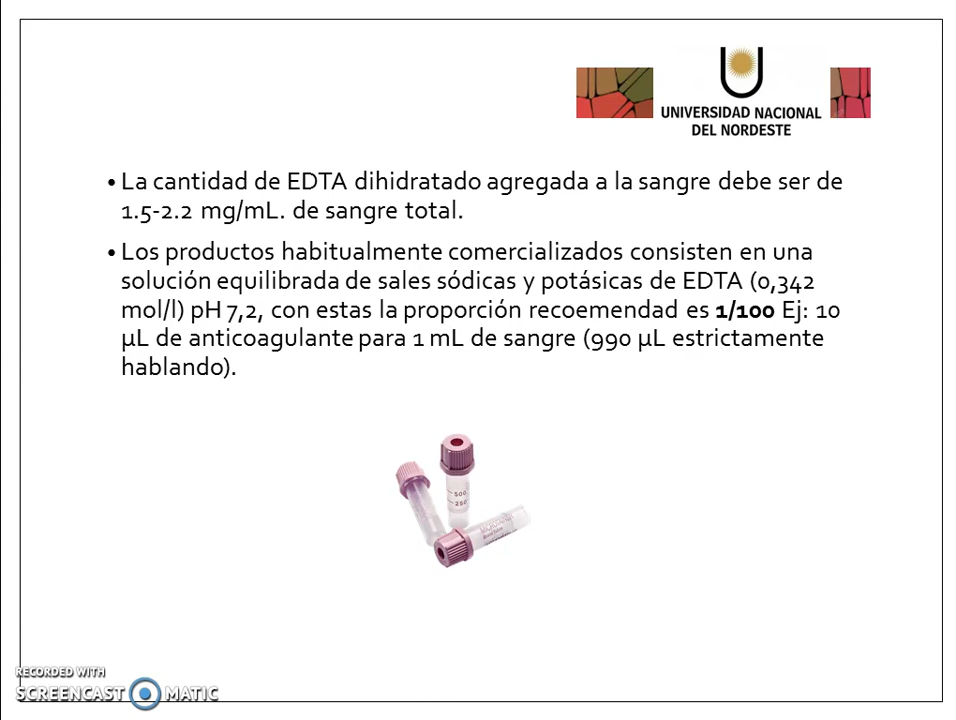 UNIVERSIDAD NACIONAL
DEL NORDESTE
• La cantidad de EDTA dihidratado agregada a la sangre debe ser de
1.5-2.2 mg/mL. de sangre total.
• Los productos habitualmente comercializados consisten en una
solución equilibrada de sales sódicas y potásicas de EDTA (0,342
mol/l) pH 7,2, con estas la proporción recoemendad es 1/100 Ej: 10
µL de anticoagulante para 1 mL de sangre (990 µL estrictamente
hablando).
500
250
RECORDED WITH
SCREENCAST MATIC